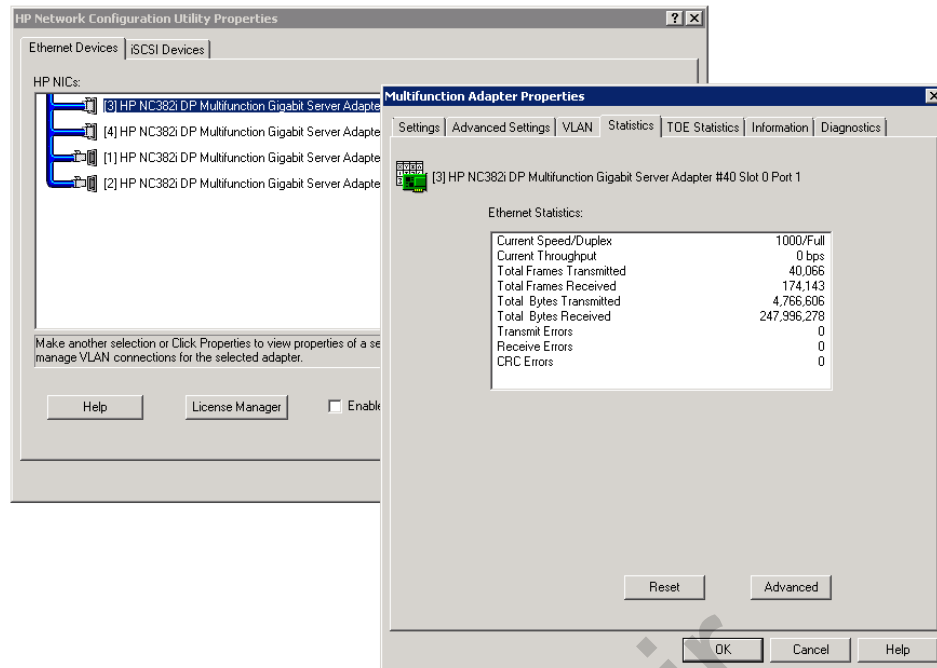 HP Network Configuration Utility Properties
Ethernet Devices
iSCSI Devices
HP NICs:
[3] HP NC382i DP Multifunction Gigabit Server Adapte
[4] HP NC382i DP Multifunction Gigabit Server Adapte
[1] HP NC382i DP Multifunction Gigabit Server Adapte
[2] HP NC382i DP Multifunction Gigabit Server Adapte
Make another selection or Click Properties to view properties of a se
manage VLAN connections for the selected adapter.
Help License Manager Enable
Multifunction Adapter Properties
Settings Advanced Settings VLAN Statistics TOE Statistics Information Diagnostics
[3] HP NC382i DP Multifunction Gigabit Server Adapter #40 Slot 0 Port 1
Ethernet Statistics:
Current Speed/Duplex 1000/Full
Current Throughput 0 bps
Total Frames Transmitted 40,066
Total Frames Received 174,143
Total Bytes Transmitted 4,766,606
Total Bytes Received 247,996,278
Transmit Errors 0
Receive Errors 0
CRC Errors 0
Reset Advanced
OK Cancel Help